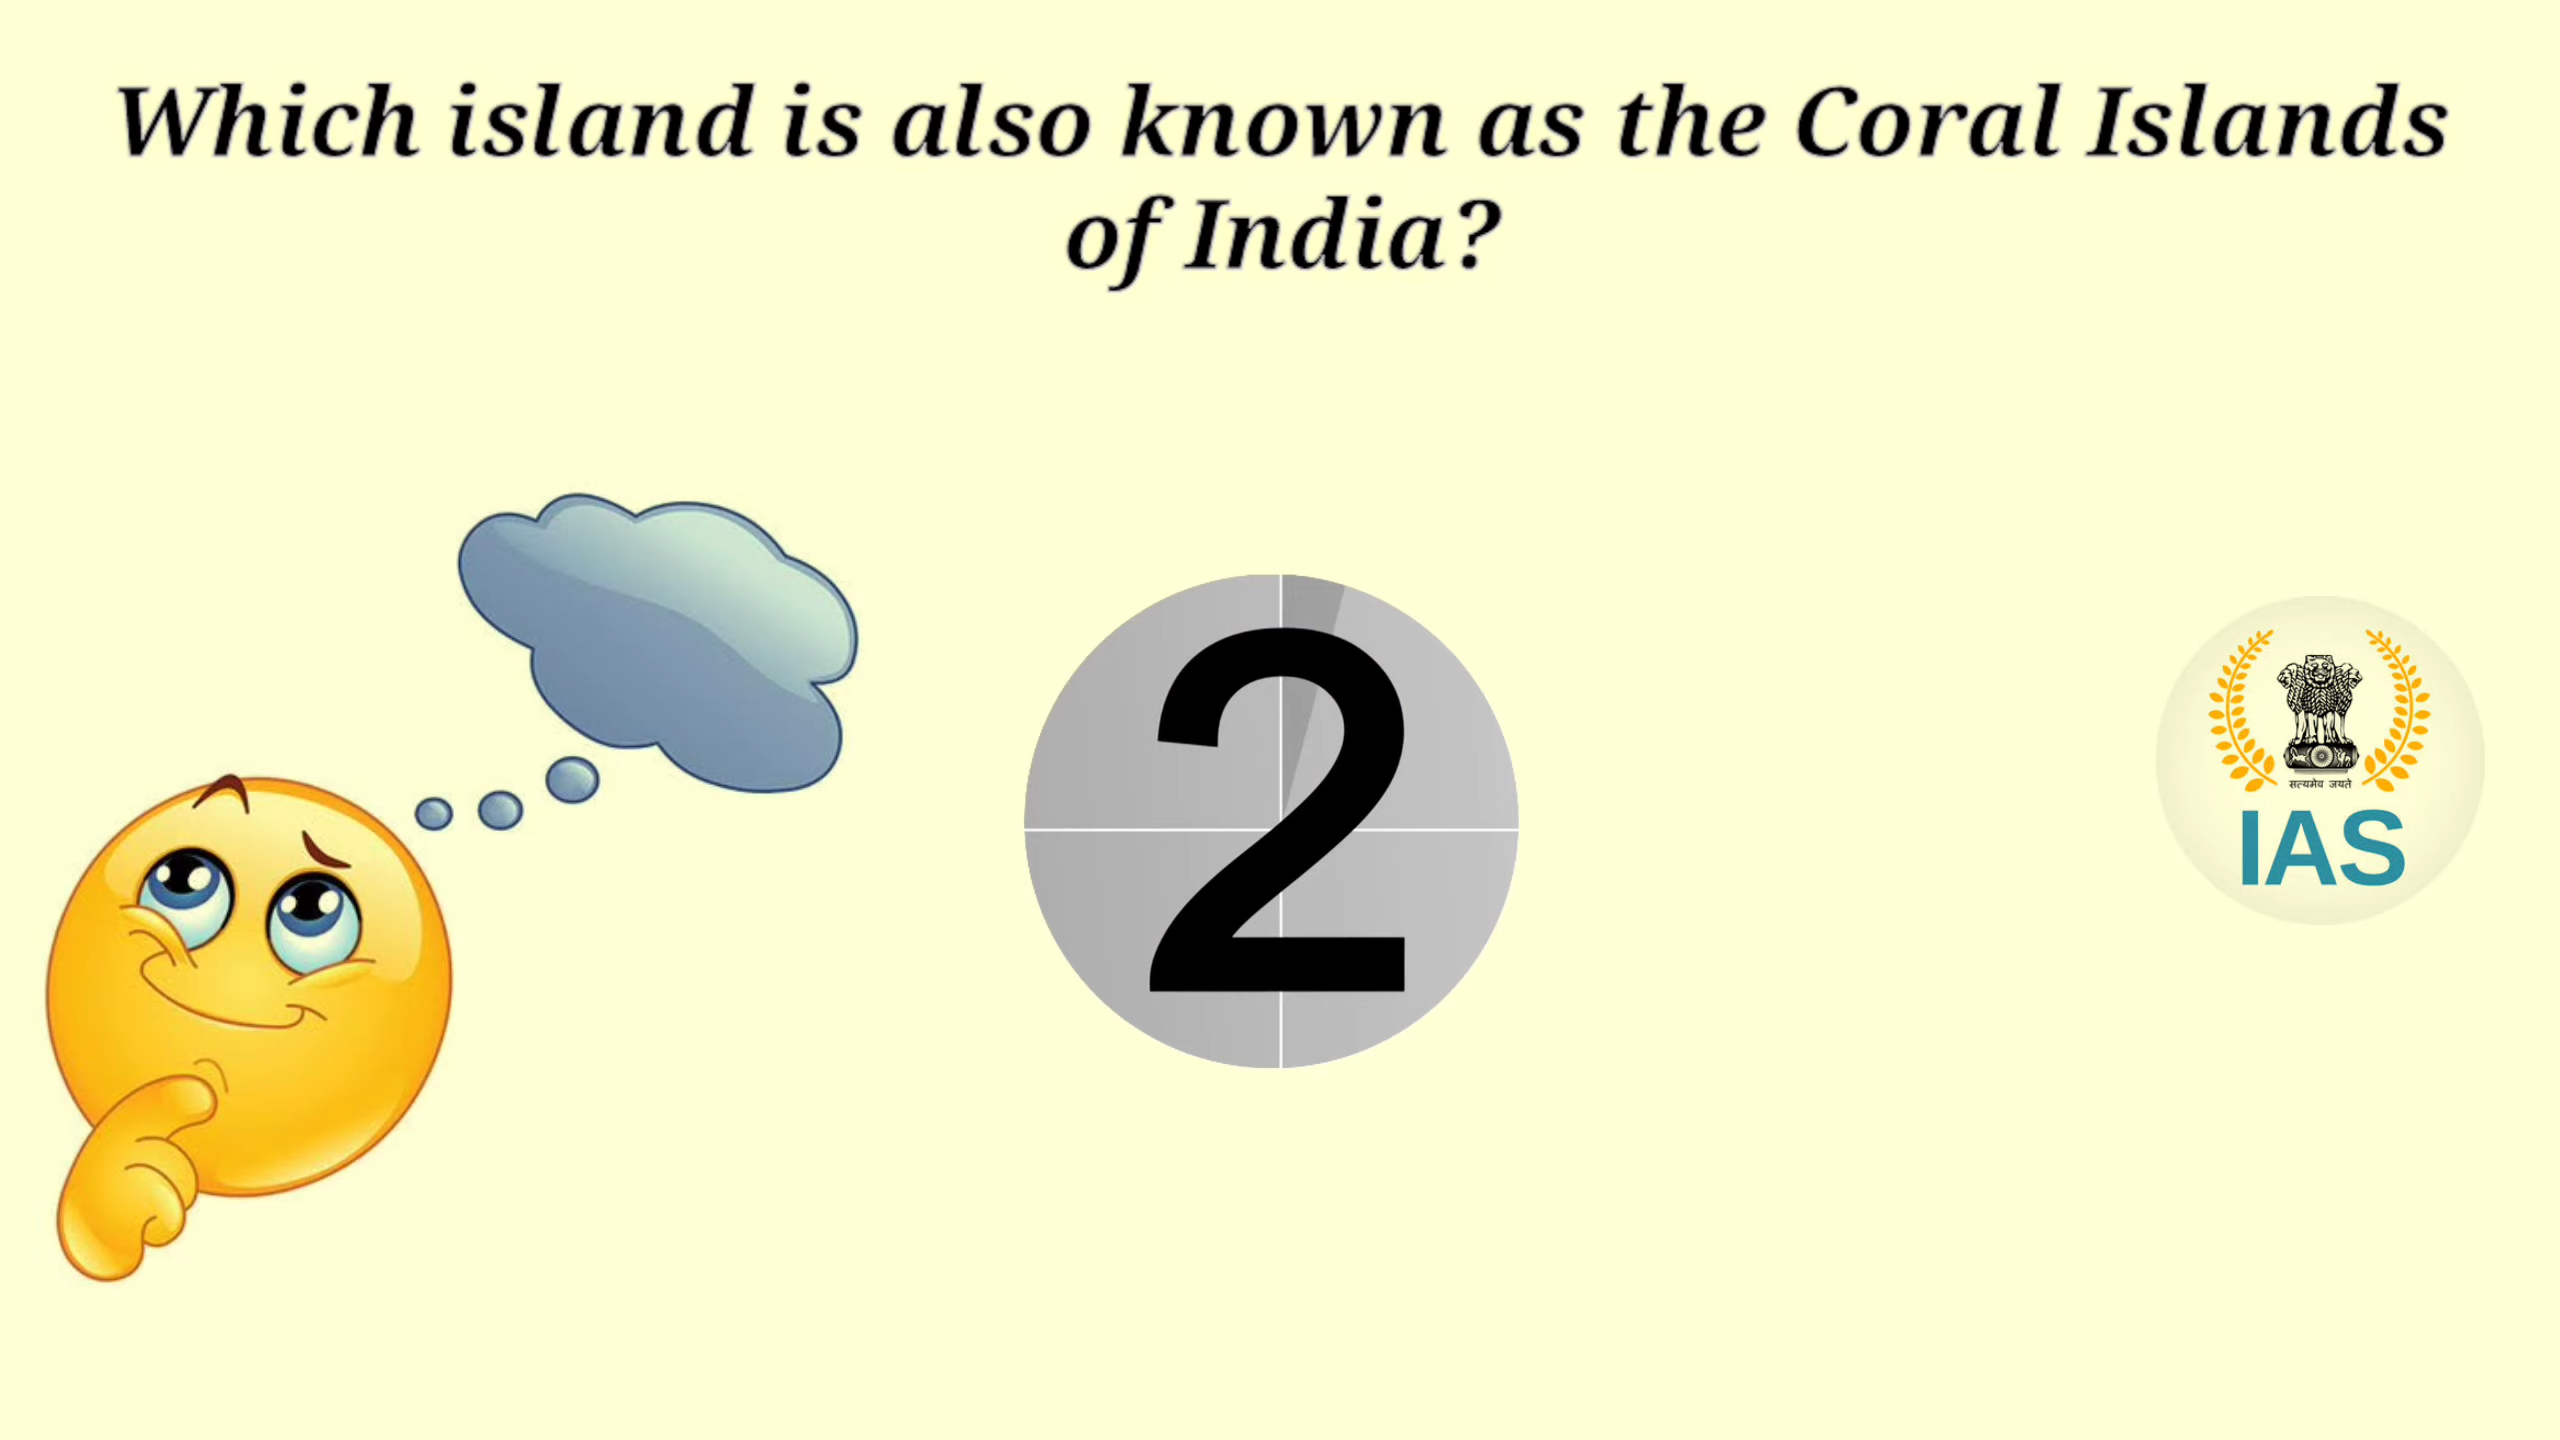 Which island is also known as the Coral Islands
of India?
2
सत्यमेव जयते
IAS